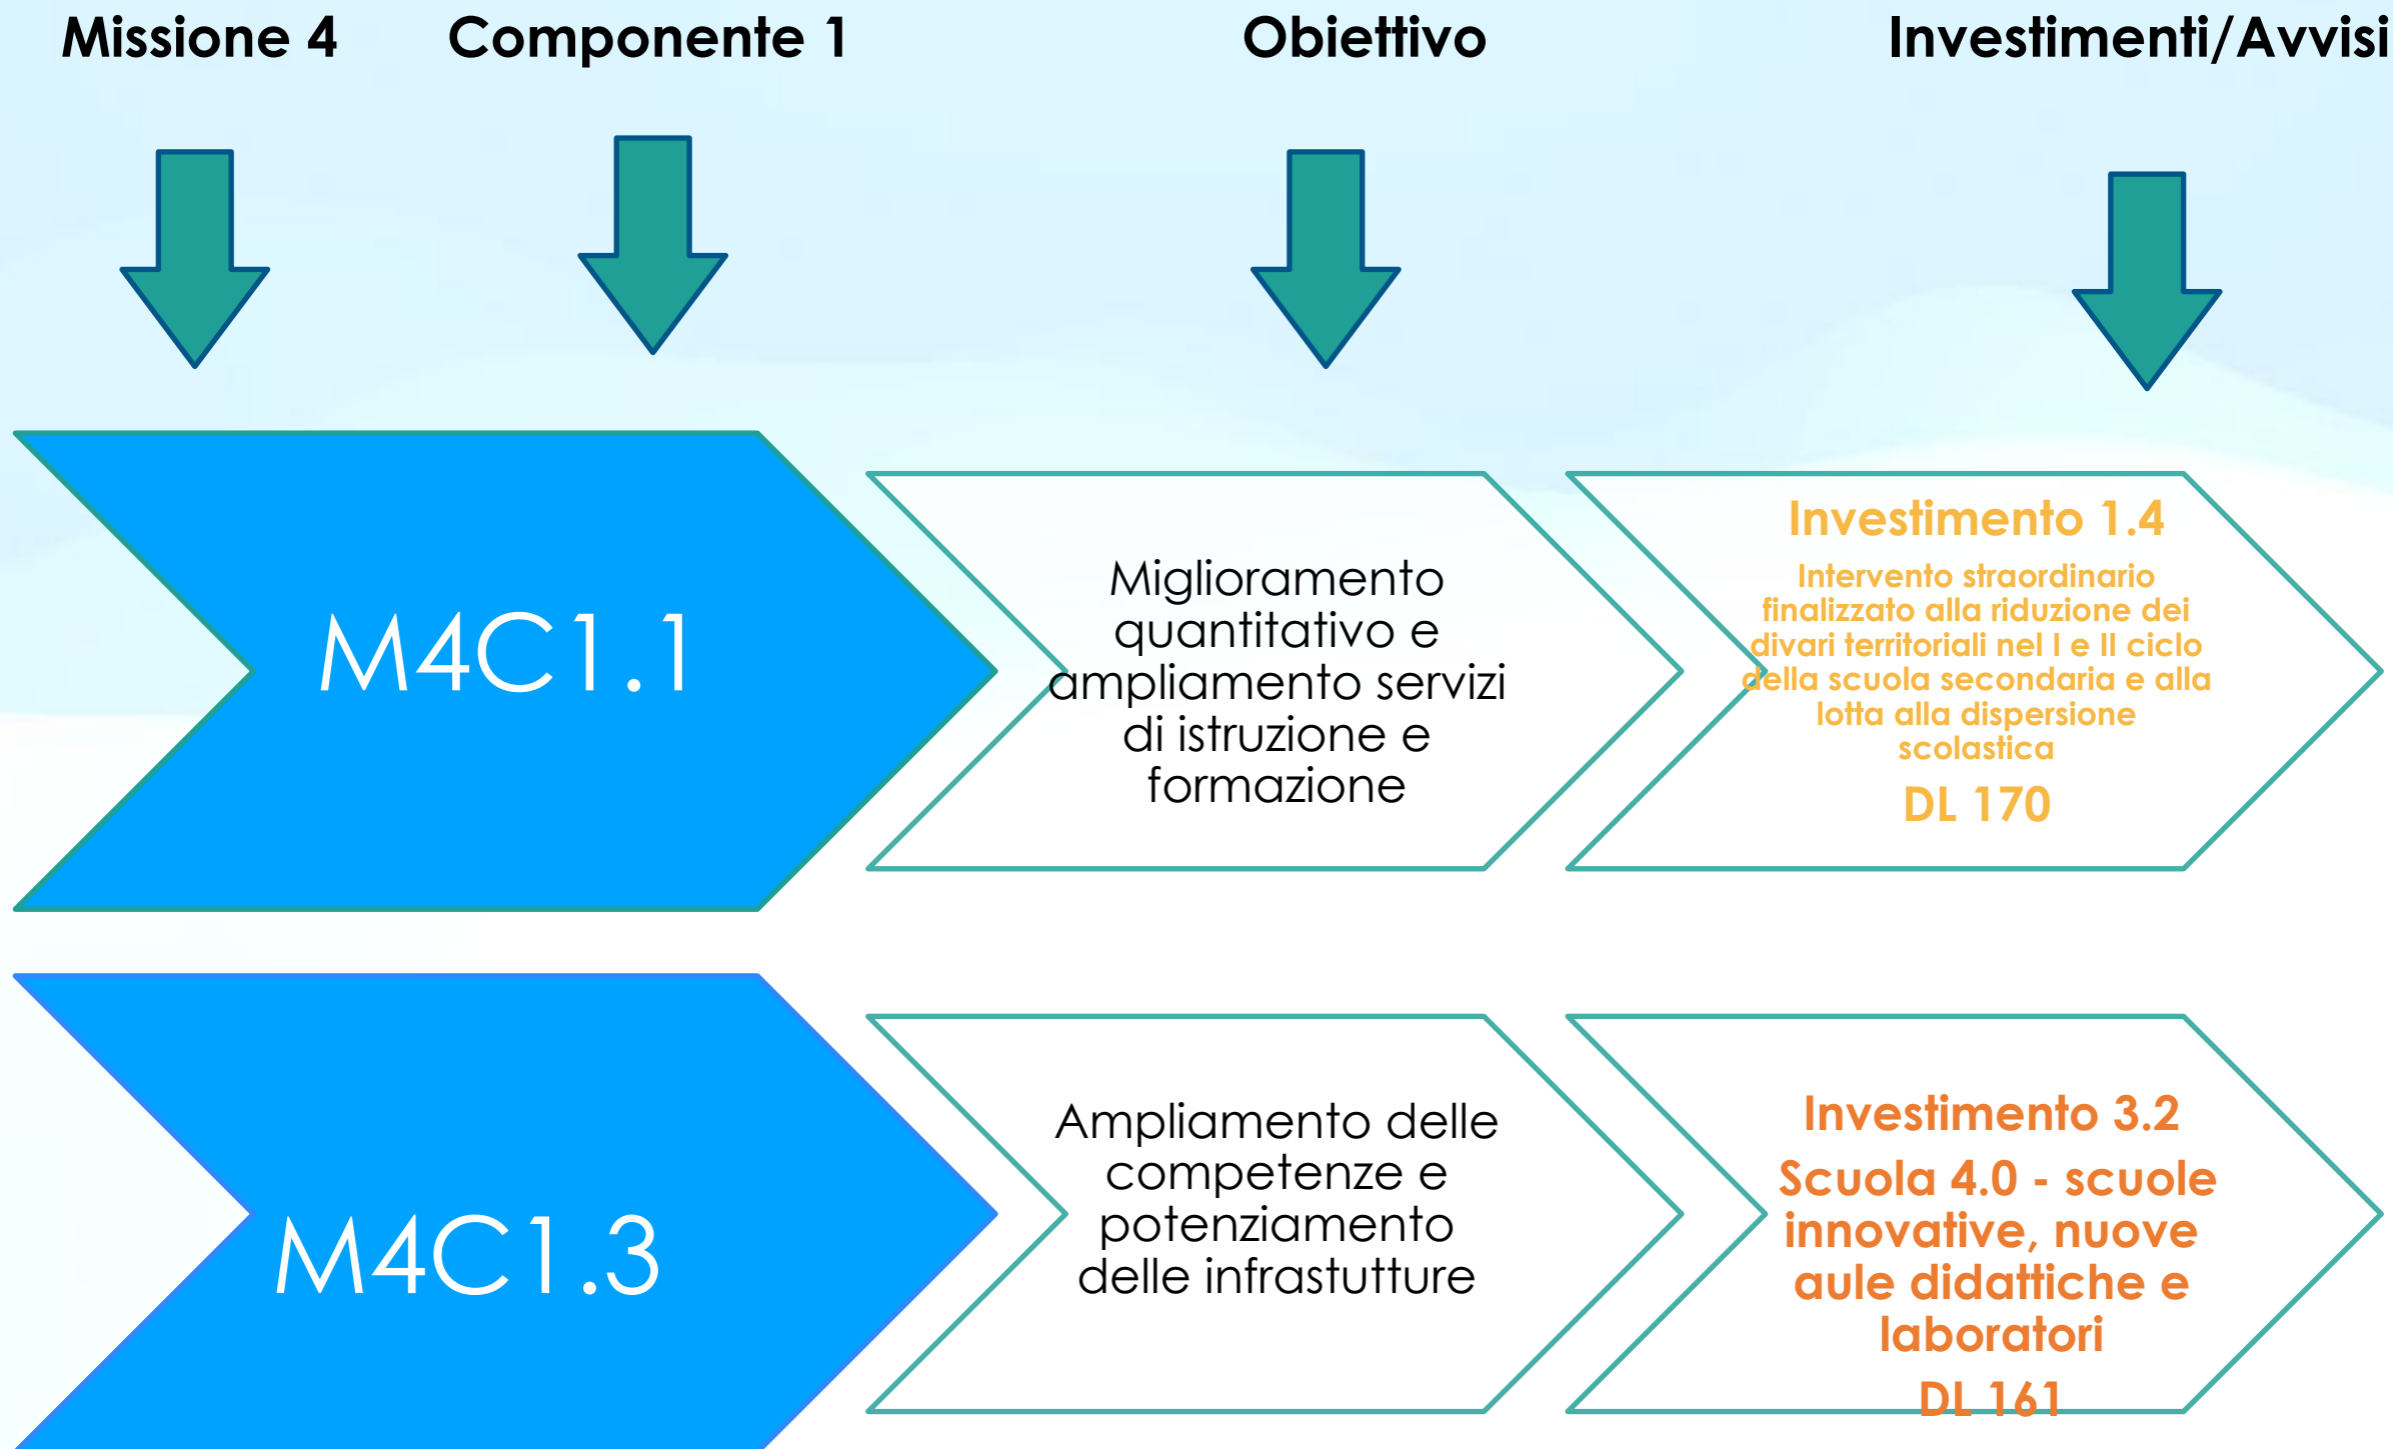 Missione 4
Componente 1
Obiettivo
Investimenti/Avvisi
M4C1.1
Miglioramento
quantitativo e
ampliamento servizi
di istruzione e
formazione
Investimento 1.4
Intervento straordinario
finalizzato alla riduzione dei
divari territoriali nel I e II ciclo
della scuola secondaria e alla
lotta alla dispersione
scolastica
DL 170
M4C1.3
Ampliamento delle
competenze e
potenziamento
delle infrastutture
Investimento 3.2
Scuola 4.0 - scuole
innovative, nuove
aule didattiche e
laboratori
DL 161